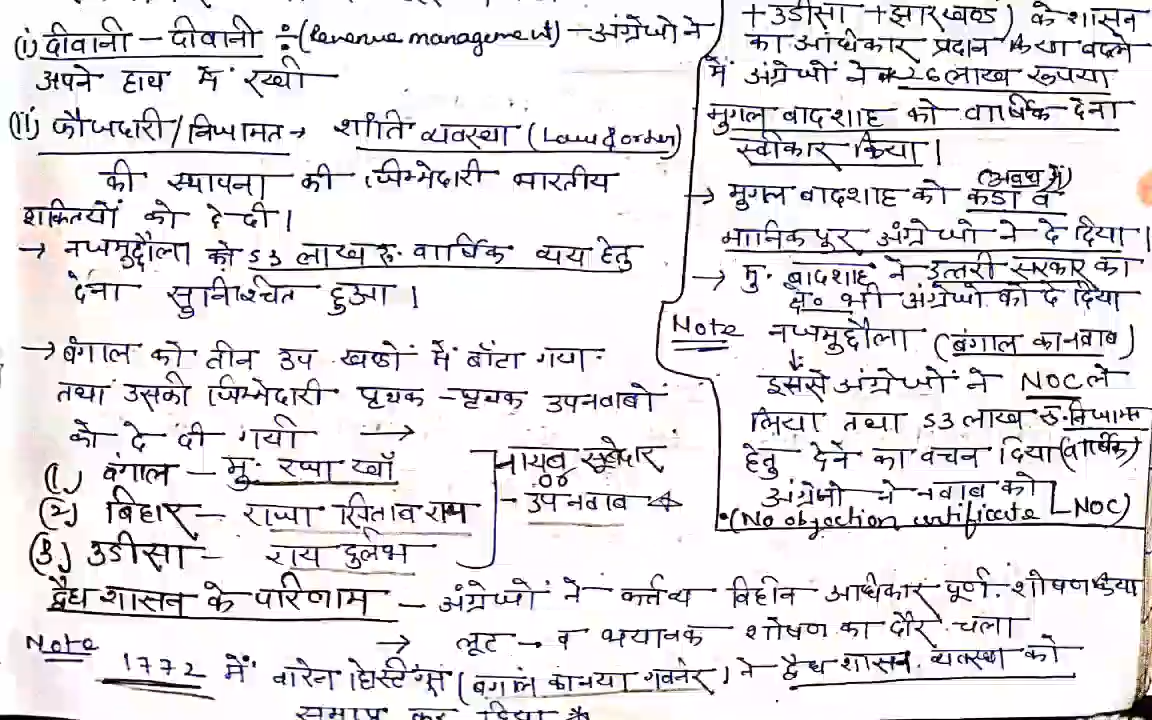 (i) दीवानी – दीवानी ÷ (Revenue management) – अंग्रेजो ने
अपने हाथ में रखी
(ii) फौजदारी/निजामत → शांति व्यवस्था (Law & order)
की स्थापना की जिम्मेदारी भारतीय
शक्तियों को दे दी।
→ नज्मुद्दौला को 53 लाख रु. वार्षिक व्यय हेतु
देना सुनिश्चित हुआ।
→ बंगाल को तीन उप खण्डों में बाँटा गया
तथा उसकी जिम्मेदारी पृथक – पृथक उपनवाबों
को दे दी गयी →
(1.) बंगाल – मु. रजा खाँ
(2.) बिहार – राजा सिताब राय
(3.) उडीसा – राय दुर्लभ
नायब सूबेदार
or
– उपनवाब
द्वैध शासन के परिणाम – अंग्रेजो ने कर्त्तव्य विहीन अधिकार पूर्ण शोषण किया
→ लूट → व भयानक शोषण का दौर चला
Note
1772 में वारेन हेस्टिंग्स (बंगाल का नया गवर्नर) ने द्वैध शासन व्यवस्था को
समाप्त कर दिया
+ उडीसा + झारखण्ड) के शासन
का अधिकार प्रदान किया बदले
में अंग्रेजों ने 26 लाख रूपया
मुगल बादशाह को वार्षिक देना
स्वीकार किया।
(अवध में)
→ मुगल बादशाह को कडा व
मानिकपुर अंग्रेजो ने दे दिया।
→ मु. बादशाह ने उत्तरी सरकार का
क्षे० भी अंग्रेजो को दे दिया
Note नज्मुद्दौला (बंगाल का नवाब)
↓
इससे अंग्रेजों ने NOC ले
लिया तथा 53 लाख रु. निजामत
हेतु देने का वचन दिया (वार्षिक)
अंग्रेजो ने नवाब को
(No objection certificate – NOC)